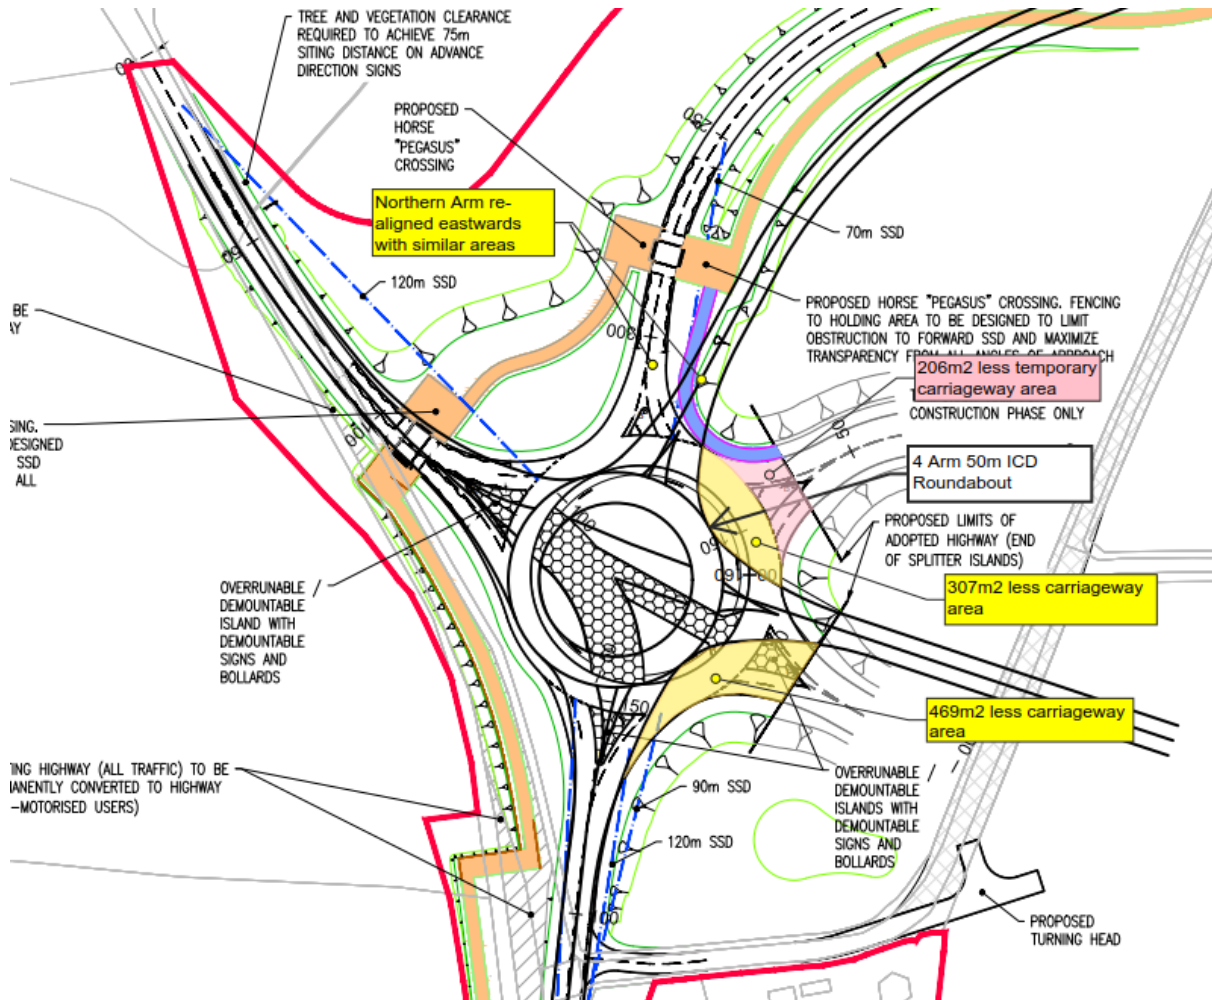 TREE AND VEGETATION CLEARANCE
REQUIRED TO ACHIEVE 75m
SITING DISTANCE ON ADVANCE
DIRECTION SIGNS
PROPOSED
HORSE
"PEGASUS"
CROSSING
Northern Arm re-
aligned eastwards
with similar areas
70m SSD
120m SSD
PROPOSED HORSE "PEGASUS" CROSSING. FENCING
TO HOLDING AREA TO BE DESIGNED TO LIMIT
OBSTRUCTION TO FORWARD SSD AND MAXIMIZE
TRANSPARENCY FROM ALL ANGLES OF APPROACH
206m2 less temporary
carriageway area
CONSTRUCTION PHASE ONLY
4 Arm 50m ICD
Roundabout
PROPOSED LIMITS OF
ADOPTED HIGHWAY (END
OF SPLITTER ISLANDS)
307m2 less carriageway
area
469m2 less carriageway
area
BE
SING.
DESIGNED
SSD
ALL
OVERRUNABLE /
DEMOUNTABLE
ISLAND WITH
DEMOUNTABLE
SIGNS AND
BOLLARDS
TING HIGHWAY (ALL TRAFFIC) TO BE
MANENTLY CONVERTED TO HIGHWAY
-MOTORISED USERS)
90m SSD
120m SSD
OVERRUNABLE /
DEMOUNTABLE
ISLANDS WITH
DEMOUNTABLE
SIGNS AND
BOLLARDS
PROPOSED
TURNING HEAD
250
300
50
150